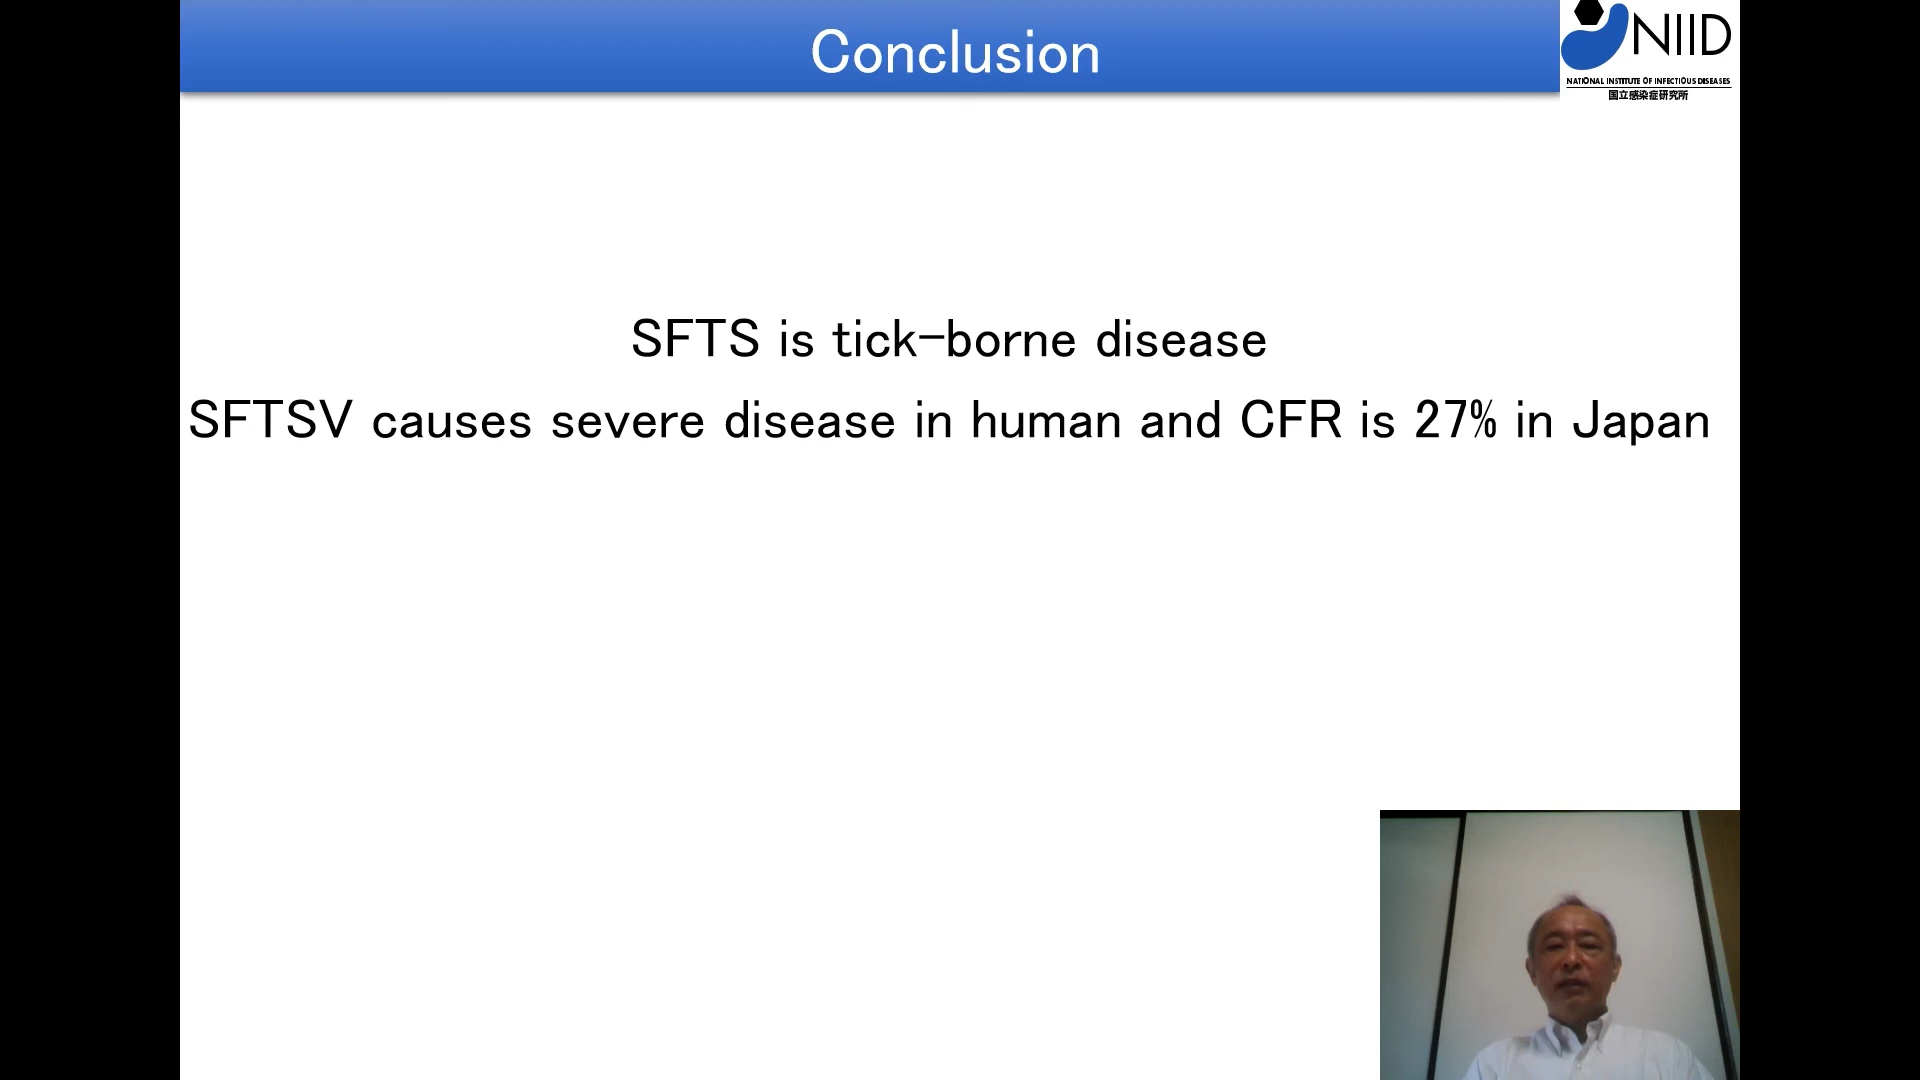 Conclusion
NIID
NATIONAL INSTITUTE OF INFECTIOUS DISEASES
国立感染症研究所
SFTS is tick-borne disease
SFTSV causes severe disease in human and CFR is 27% in Japan